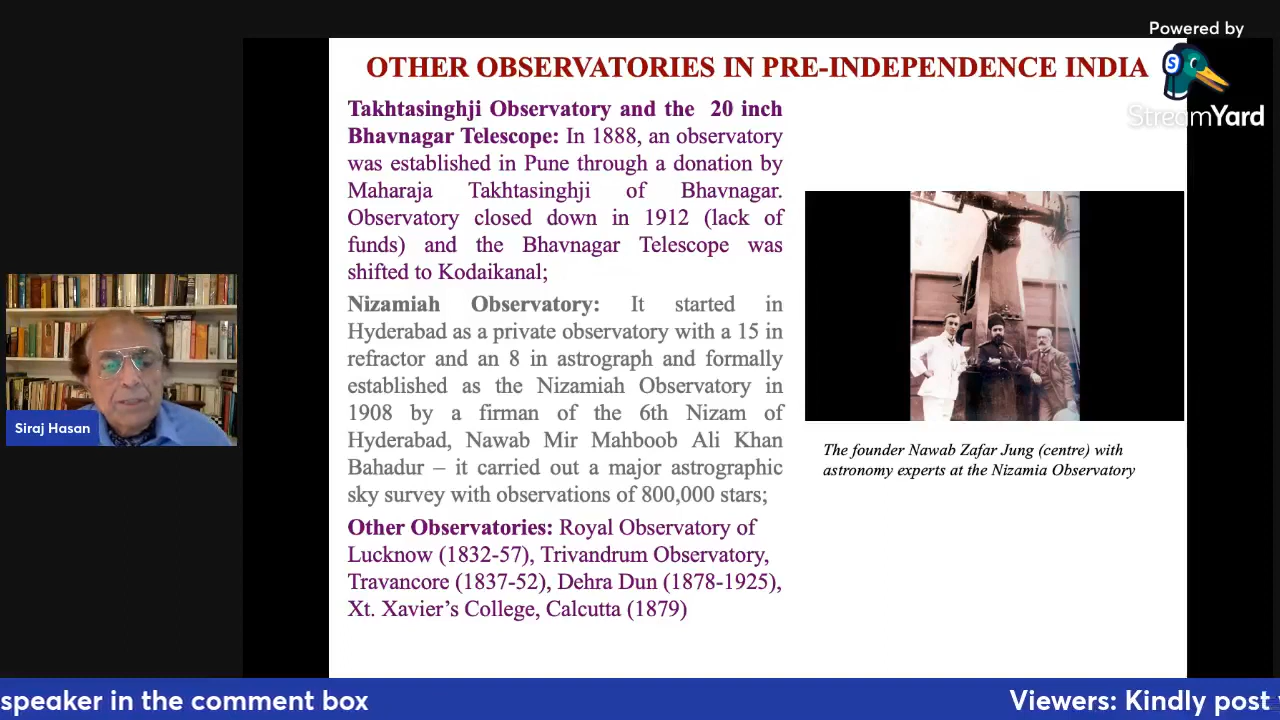 Powered by
StreamYard
OTHER OBSERVATORIES IN PRE-INDEPENDENCE INDIA
Takhtasinghji Observatory and the 20 inch
Bhavnagar Telescope: In 1888, an observatory
was established in Pune through a donation by
Maharaja Takhtasinghji of Bhavnagar.
Observatory closed down in 1912 (lack of
funds) and the Bhavnagar Telescope was
shifted to Kodaikanal;
Nizamiah Observatory: It started in
Hyderabad as a private observatory with a 15 in
refractor and an 8 in astrograph and formally
established as the Nizamiah Observatory in
1908 by a firman of the 6th Nizam of
Hyderabad, Nawab Mir Mahboob Ali Khan
Bahadur – it carried out a major astrographic
sky survey with observations of 800,000 stars;
Other Observatories: Royal Observatory of
Lucknow (1832-57), Trivandrum Observatory,
Travancore (1837-52), Dehra Dun (1878-1925),
Xt. Xavier’s College, Calcutta (1879)
The founder Nawab Zafar Jung (centre) with
astronomy experts at the Nizamia Observatory
Siraj Hasan
speaker in the comment box Viewers: Kindly post